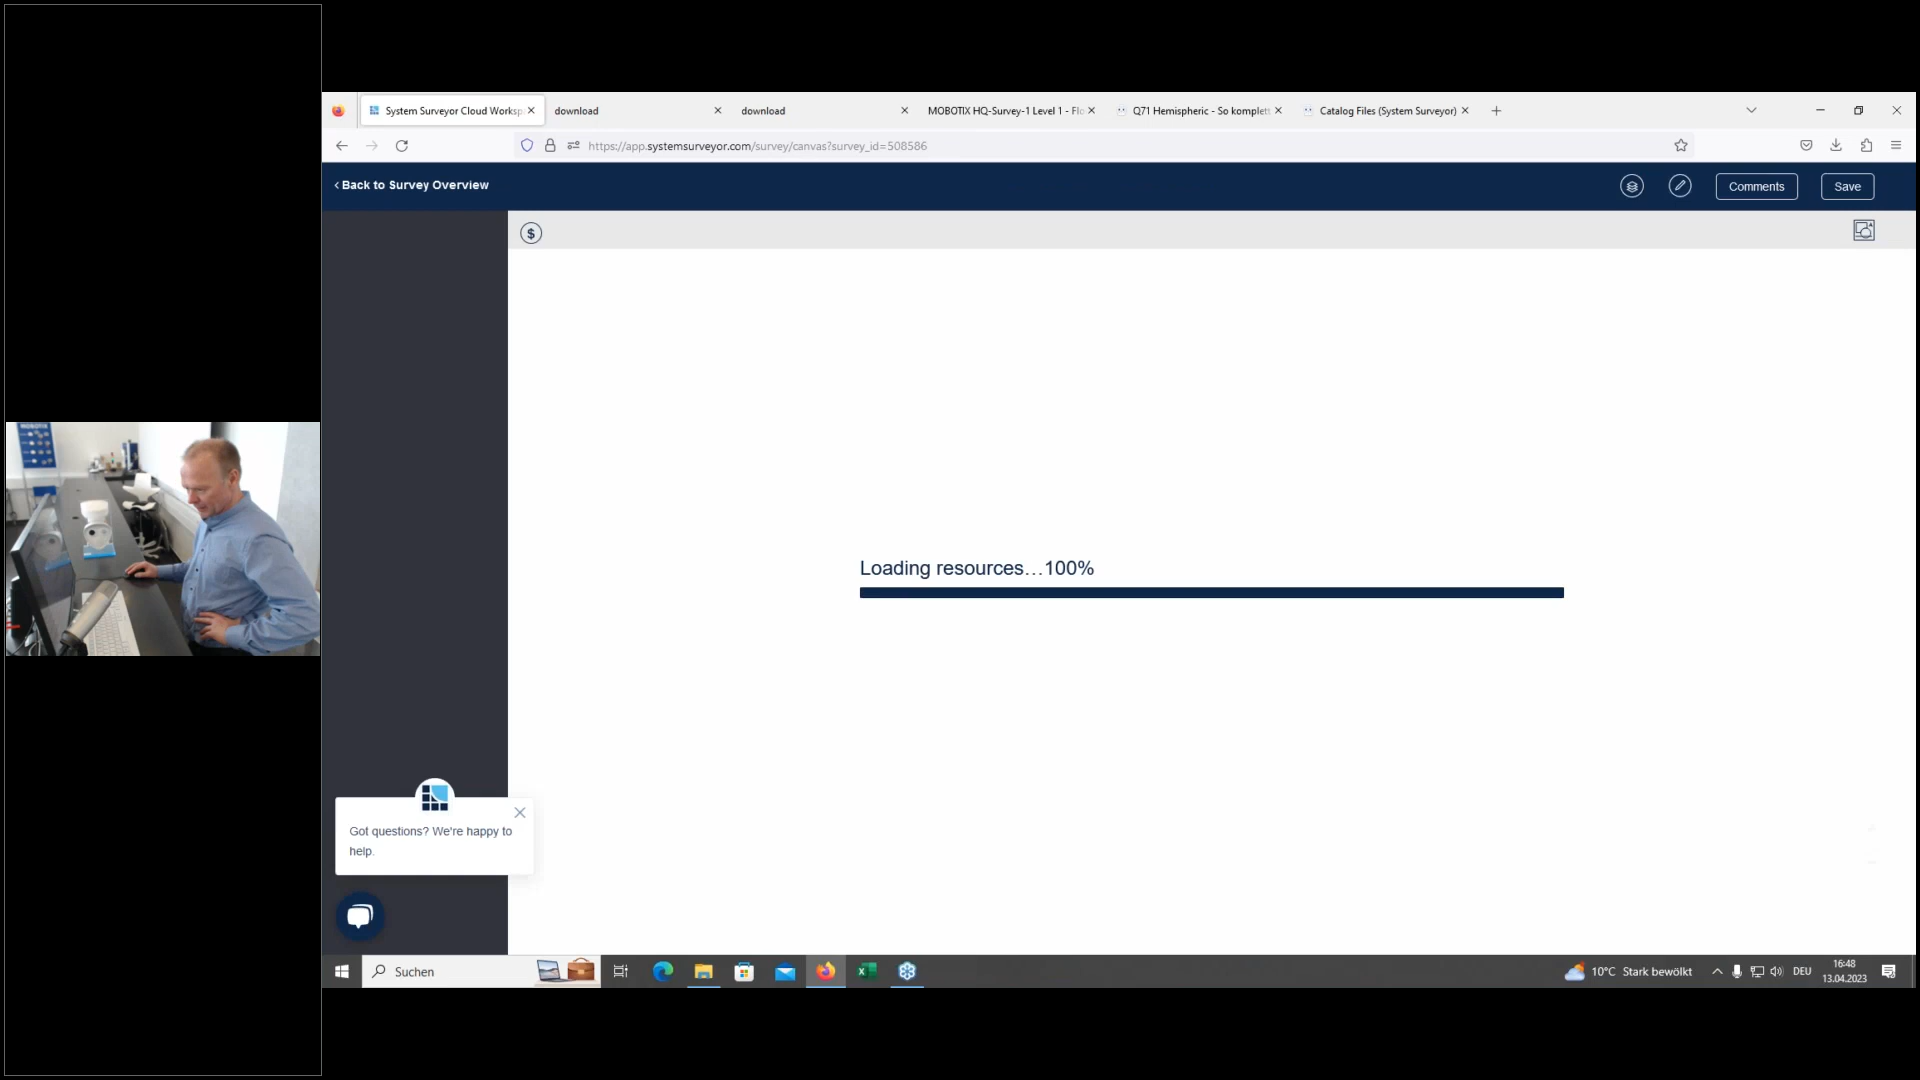 System Surveyor Cloud Worksp
download
download
MOBOTIX HQ-Survey-1 Level 1 - Flo
Q71 Hemispheric - So komplett
Catalog Files (System Surveyor)
https://app.systemsurveyor.com/survey/canvas?survey_id=508586
Back to Survey Overview
Comments
Save
$
Loading resources...100%
MOBOTIX
Got questions? We're happy to
help.
Suchen
10°C Stark bewölkt
DEU
16:48
13.04.2023